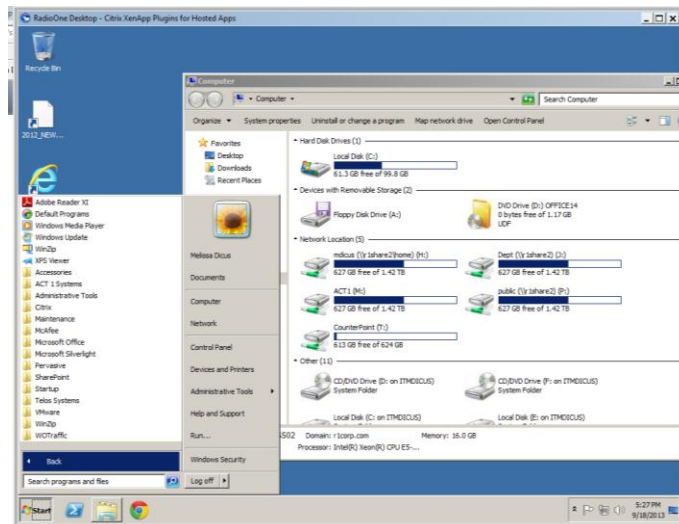 RadioOne Desktop - Citrix XenApp Plugins for Hosted Apps
Recycle Bin
2012_NEW...
Computer
Computer
Search Computer
Organize
System properties
Uninstall or change a program
Map network drive
Open Control Panel
Favorites
Desktop
Downloads
Recent Places
Hard Disk Drives (1)
Local Disk (C:)
61.3 GB free of 99.8 GB
Devices with Removable Storage (2)
Floppy Disk Drive (A:)
DVD Drive (D:) OFFICE14
0 bytes free of 1.17 GB
UDF
Network Location (5)
mdicus (\\r1share2\home) (H:)
627 GB free of 1.42 TB
Dept (\\r1share2) (J:)
627 GB free of 1.42 TB
ACT1 (M:)
627 GB free of 1.42 TB
public (\\r1share2) (P:)
627 GB free of 1.42 TB
CounterPoint (T:)
613 GB free of 624 GB
Other (11)
CD/DVD Drive (D: on ITMDICUS)
System Folder
CD/DVD Drive (F: on ITMDICUS)
System Folder
Local Disk (C: on ITMDICUS)
Local Disk (E: on ITMDICUS)
Domain: r1corp.com
Memory: 16.0 GB
Processor: Intel(R) Xeon(R) CPU E5-...
Adobe Reader XI
Default Programs
Windows Media Player
Windows Update
WinZip
XPS Viewer
Accessories
ACT 1 Systems
Administrative Tools
Citrix
Maintenance
McAfee
Microsoft Office
Microsoft Silverlight
Pervasive
SharePoint
Startup
Telos Systems
VMware
WinZip
WOTraffic
Back
Search programs and files
Melissa Dicus
Documents
Computer
Network
Control Panel
Devices and Printers
Administrative Tools
Help and Support
Run...
Windows Security
Log off
Start
5:27 PM
9/18/2013